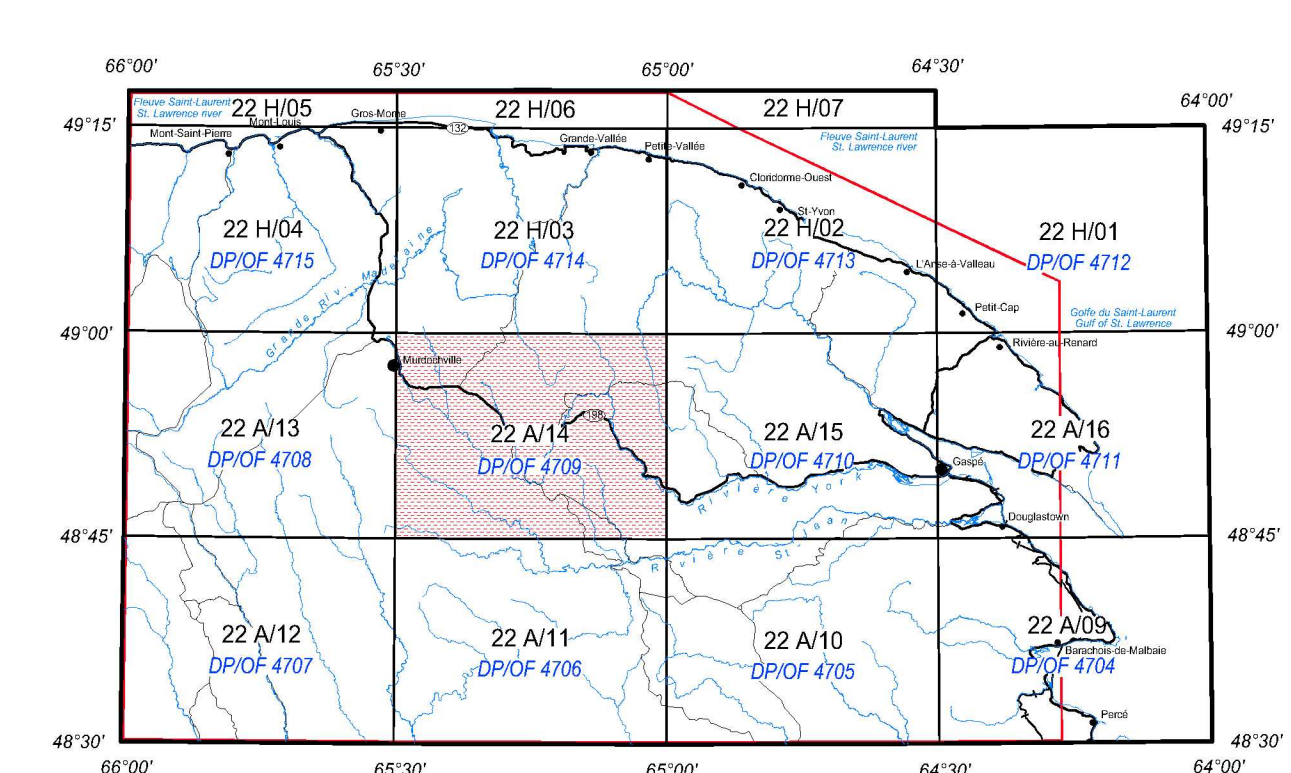 66°00'
65°30'
65°00'
64°30'
64°00'
Fleuve Saint-Laurent
St. Lawrence river
22 H/05
22 H/06
22 H/07
49°15'
49°15'
Mont-Saint-Pierre
Mont-Louis
Gros-Morne
132
Grande-Vallée
Petite-Vallée
Fleuve Saint-Laurent
St. Lawrence river
Cloridorme-Ouest
St-Yvon
22 H/04
DP/OF 4715
22 H/03
DP/OF 4714
22 H/02
DP/OF 4713
22 H/01
DP/OF 4712
Grande Riv. Madelaine
L'Anse-à-Valleau
Petit-Cap
Golfe du Saint-Laurent
Gulf of St. Lawrence
49°00'
49°00'
Rivière-au-Renard
Murdochville
198
22 A/13
DP/OF 4708
22 A/14
DP/OF 4709
22 A/15
DP/OF 4710
22 A/16
DP/OF 4711
Gaspé
Rivière York
Rivière St Jean
Douglastown
48°45'
48°45'
22 A/12
DP/OF 4707
22 A/11
DP/OF 4706
22 A/10
DP/OF 4705
22 A/09
Barachois-de-Malbaie
DP/OF 4704
Percé
48°30'
48°30'
66°00'
65°30'
65°00'
64°30'
64°00'